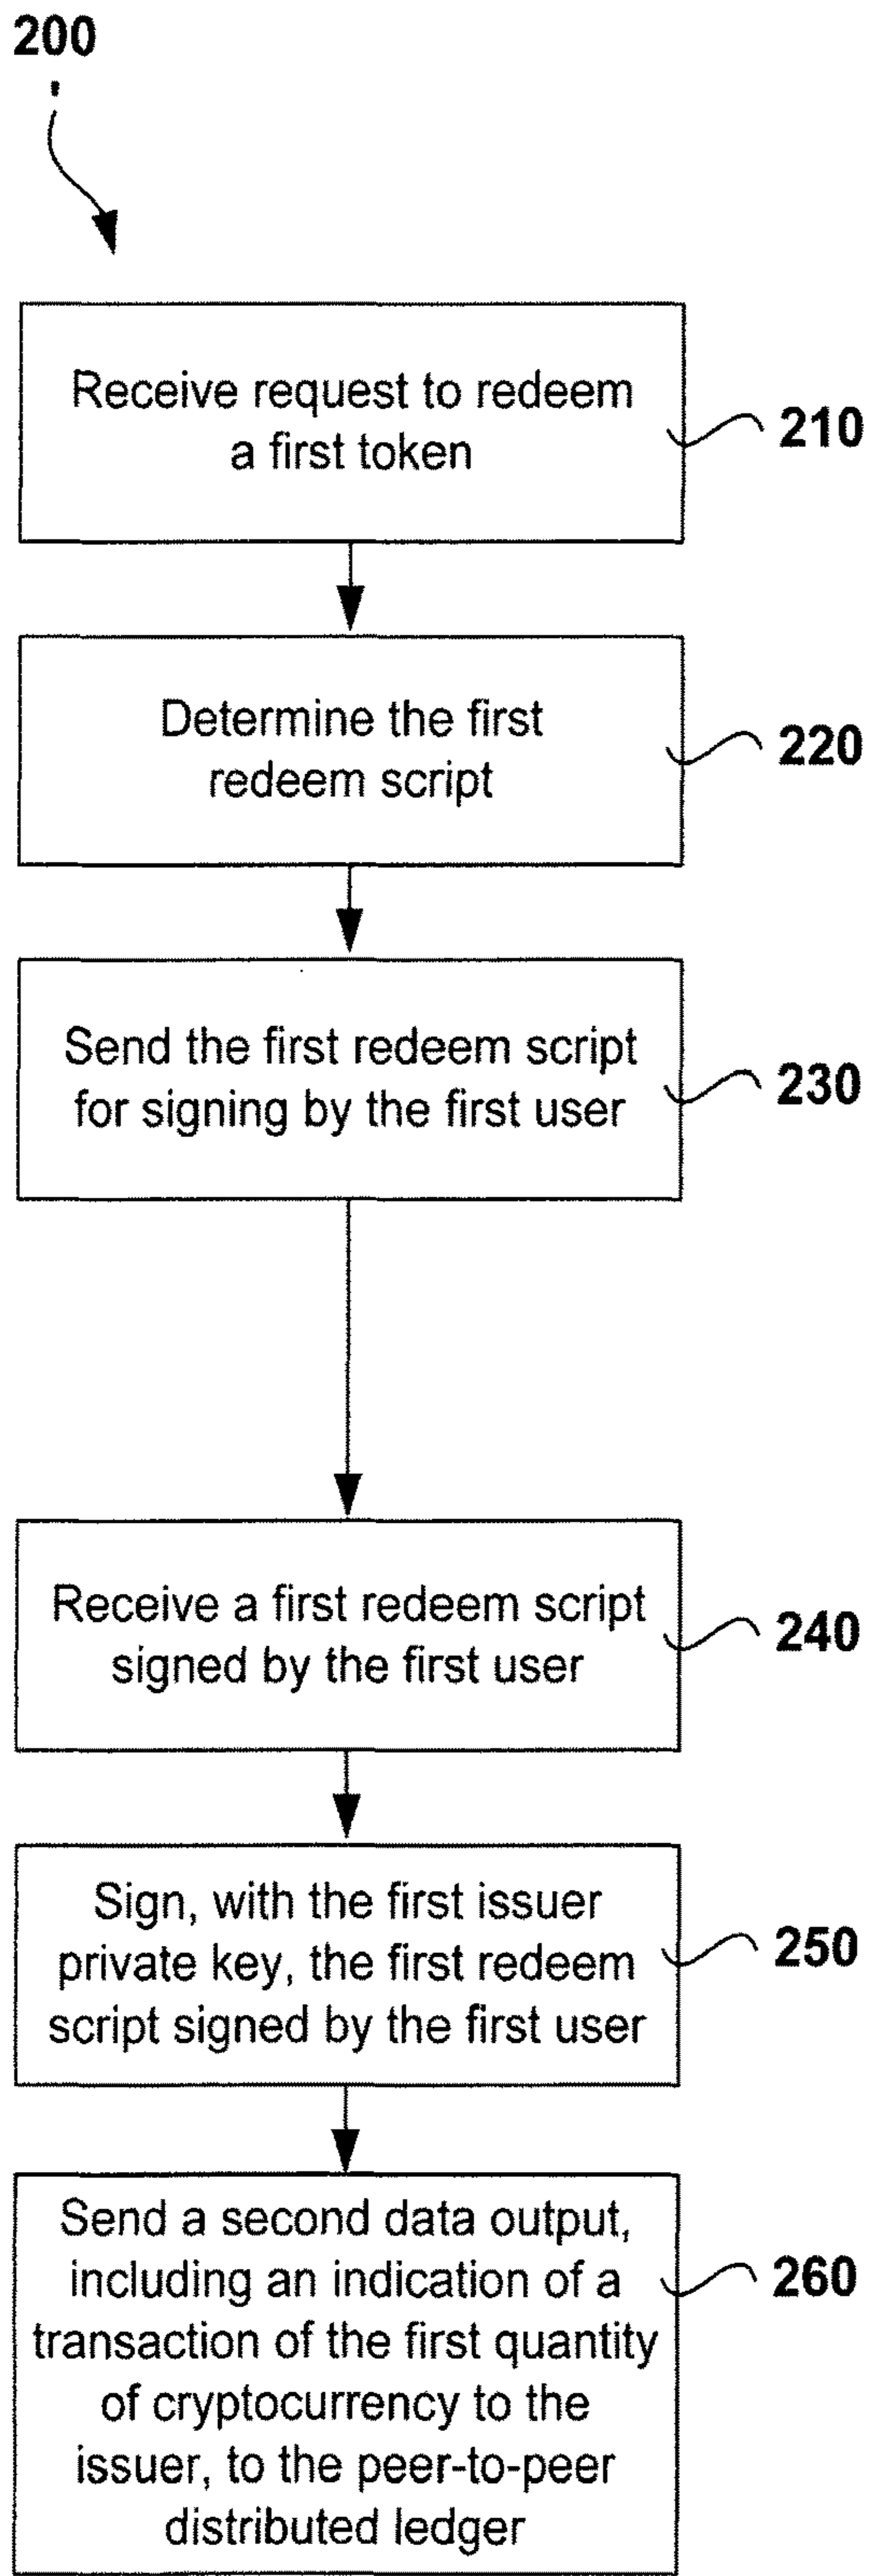 200
Receive request to redeem
a first token
210
Determine the first
redeem script
220
Send the first redeem script
for signing by the first user
230
Receive a first redeem script
signed by the first user
240
Sign, with the first issuer
private key, the first redeem
script signed by the first user
250
Send a second data output,
including an indication of a
transaction of the first quantity
of cryptocurrency to the
issuer, to the peer-to-peer
distributed ledger
260